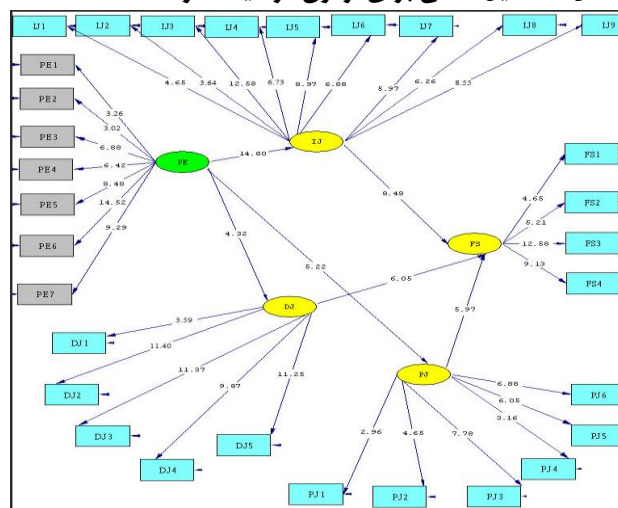 IJ1 IJ2 IJ3 IJ4 IJ5 IJ6 IJ7 IJ8 IJ9
4.65 3.64 12.58 6.73 8.97 6.88 5.97 6.26 8.55
PE1
PE2
PE3
PE4
PE5
PE6
PE7
3.26
3.02
6.88
6.42
8.48
14.52
9.29
PE
14.80
IJ
8.48
4.32
5.22
FS
FS1
FS2
FS3
FS4
4.65
5.21
12.58
9.13
DJ
6.05
5.97
PJ
3.59
11.40
11.37
9.87
11.25
DJ1
DJ2
DJ3
DJ4
DJ5
6.88
6.05
3.16
7.78
4.65
2.96
PJ6
PJ5
PJ4
PJ3
PJ2
PJ1